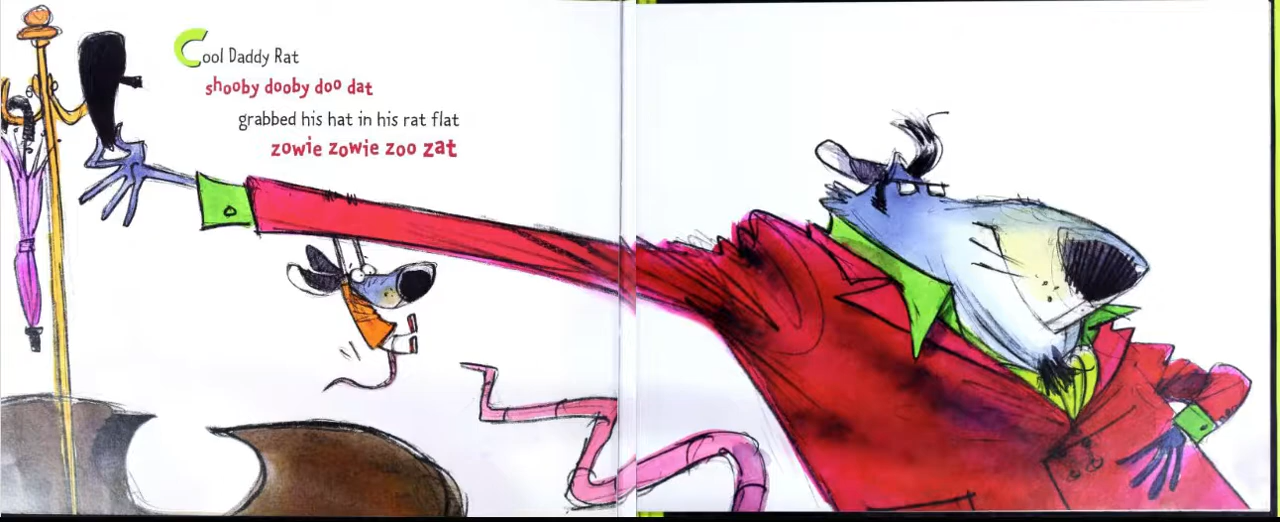 Cool Daddy Rat
shooby dooby doo dat
grabbed his hat in his rat flat
zowie zowie zoo zat